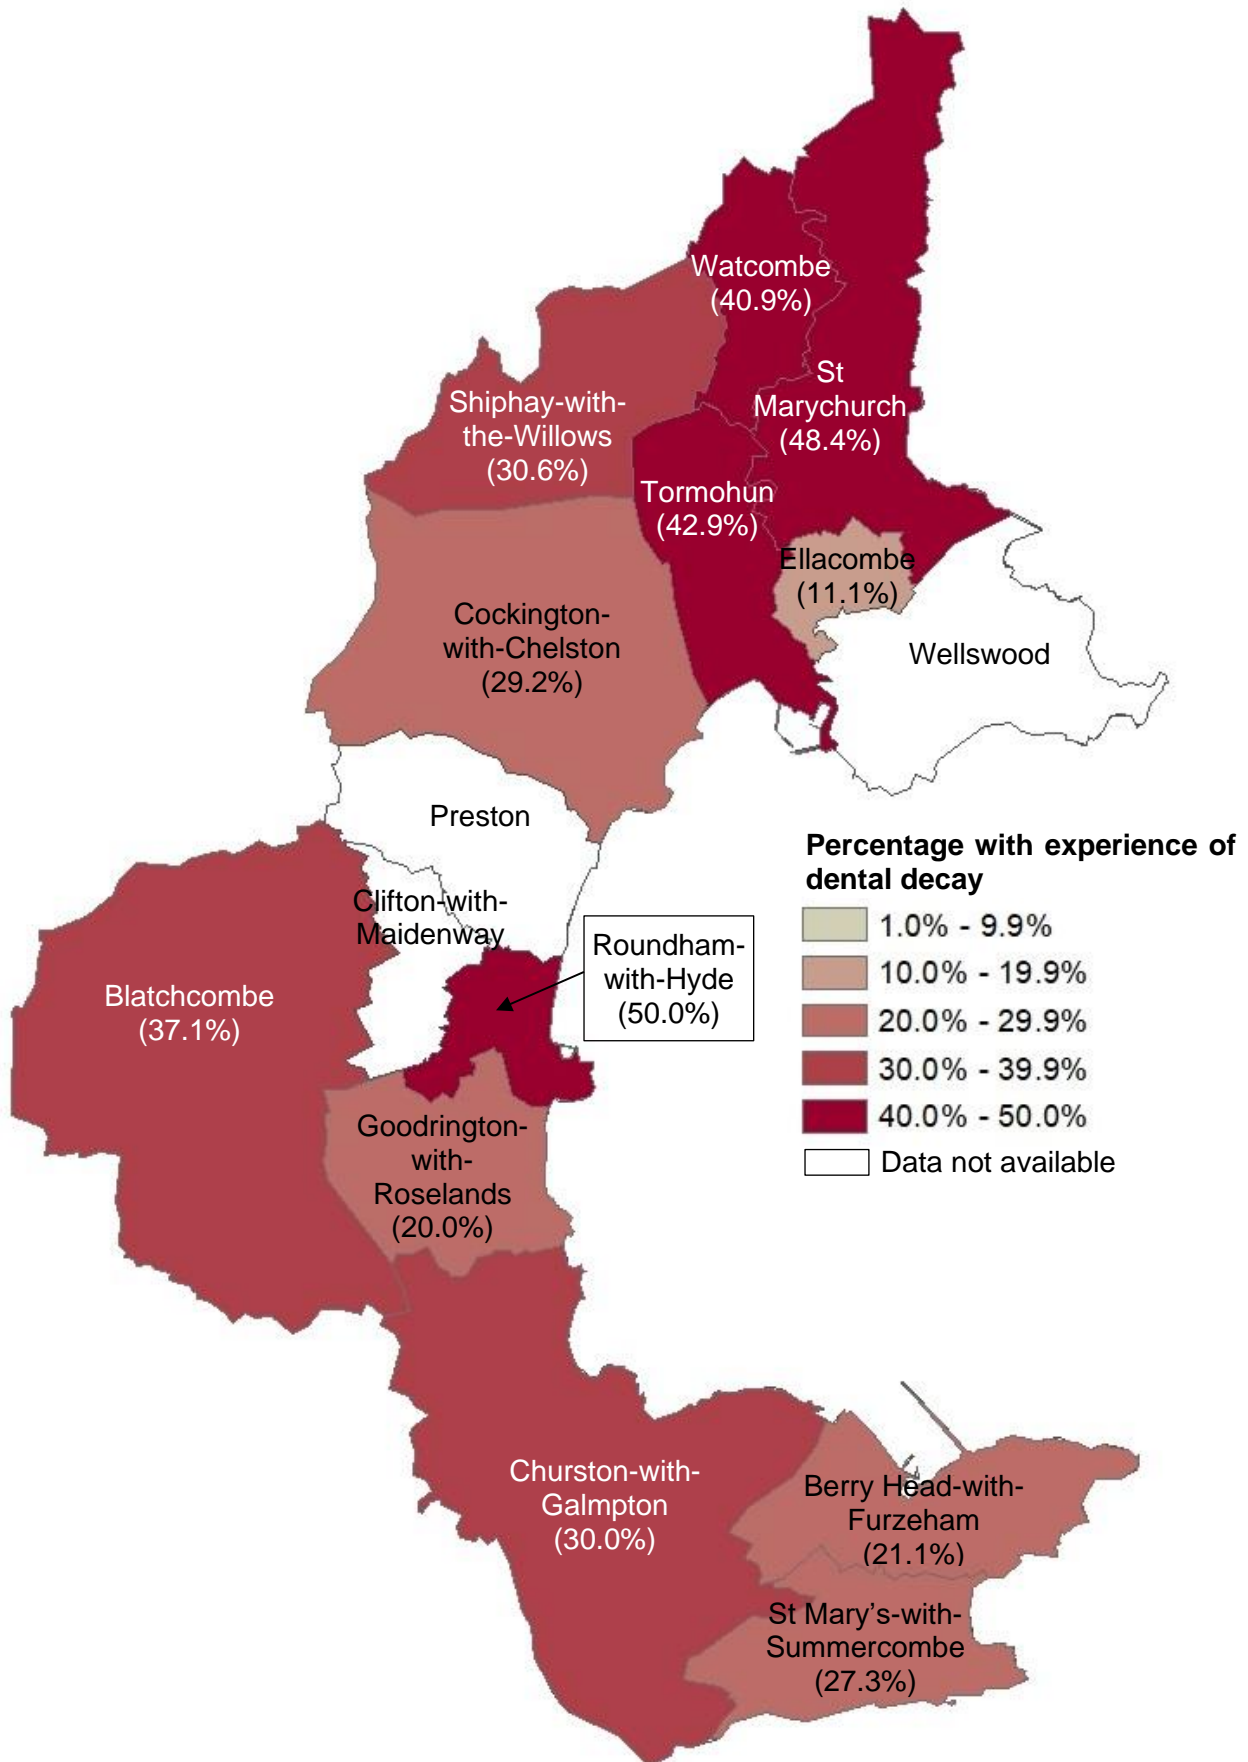 Watcombe
(40.9%)
St
Marychurch
(48.4%)
Shiphay-with-
the-Willows
(30.6%)
Tormohun
(42.9%)
Ellacombe
(11.1%)
Cockington-
with-Chelston
(29.2%)
Wellswood
Preston
Clifton-with-
Maidenway
Roundham-
with-Hyde
(50.0%)
Blatchcombe
(37.1%)
Goodrington-
with-
Roselands
(20.0%)
Churston-with-
Galmpton
(30.0%)
Berry Head-with-
Furzeham
(21.1%)
St Mary’s-with-
Summercombe
(27.3%)
Percentage with experience of
dental decay
1.0% - 9.9%
10.0% - 19.9%
20.0% - 29.9%
30.0% - 39.9%
40.0% - 50.0%
Data not available